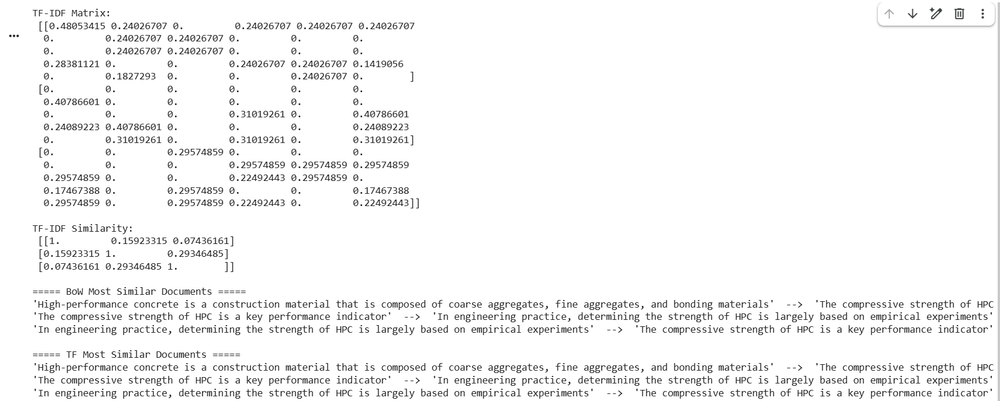 TF-IDF Matrix:
[[0.48053415 0.24026707 0.         0.24026707 0.24026707 0.24026707
0.         0.24026707 0.24026707 0.         0.         0.
0.         0.24026707 0.24026707 0.         0.         0.
0.28381121 0.         0.         0.24026707 0.24026707 0.1419056
0.         0.1827293  0.         0.         0.24026707 0.        ]
[0.         0.         0.         0.         0.         0.
0.40786601 0.         0.         0.         0.         0.
0.         0.         0.         0.31019261 0.         0.40786601
0.24089223 0.40786601 0.         0.         0.         0.24089223
0.         0.31019261 0.         0.31019261 0.         0.31019261]
[0.         0.         0.29574859 0.         0.         0.
0.         0.         0.         0.29574859 0.29574859 0.29574859
0.29574859 0.         0.         0.22492443 0.29574859 0.
0.17467388 0.         0.29574859 0.         0.         0.17467388
0.29574859 0.         0.29574859 0.22492443 0.         0.22492443]]
TF-IDF Similarity:
[[1.         0.15923315 0.07436161]
[0.15923315 1.         0.29346485]
[0.07436161 0.29346485 1.        ]]
===== BoW Most Similar Documents =====
'High-performance concrete is a construction material that is composed of coarse aggregates, fine aggregates, and bonding materials'  -->  'The compressive strength of HPC
'The compressive strength of HPC is a key performance indicator'  -->  'In engineering practice, determining the strength of HPC is largely based on empirical experiments'
'In engineering practice, determining the strength of HPC is largely based on empirical experiments'  -->  'The compressive strength of HPC is a key performance indicator'
===== TF Most Similar Documents =====
'High-performance concrete is a construction material that is composed of coarse aggregates, fine aggregates, and bonding materials'  -->  'The compressive strength of HPC
'The compressive strength of HPC is a key performance indicator'  -->  'In engineering practice, determining the strength of HPC is largely based on empirical experiments'
'In engineering practice, determining the strength of HPC is largely based on empirical experiments'  -->  'The compressive strength of HPC is a key performance indicator'